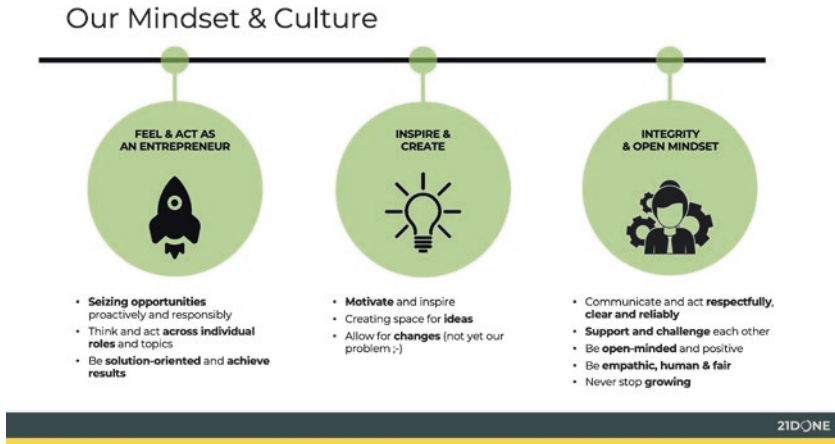 Our Mindset & Culture
FEEL & ACT AS
AN ENTREPRENEUR
• Seizing opportunities
proactively and responsibly
• Think and act across individual
roles and topics
• Be solution-oriented and achieve
results
INSPIRE &
CREATE
• Motivate and inspire
• Creating space for ideas
• Allow for changes (not yet our
problem ;-)
INTEGRITY
& OPEN MINDSET
• Communicate and act respectfully,
clear and reliably
• Support and challenge each other
• Be open-minded and positive
• Be empathic, human & fair
• Never stop growing
21DONE